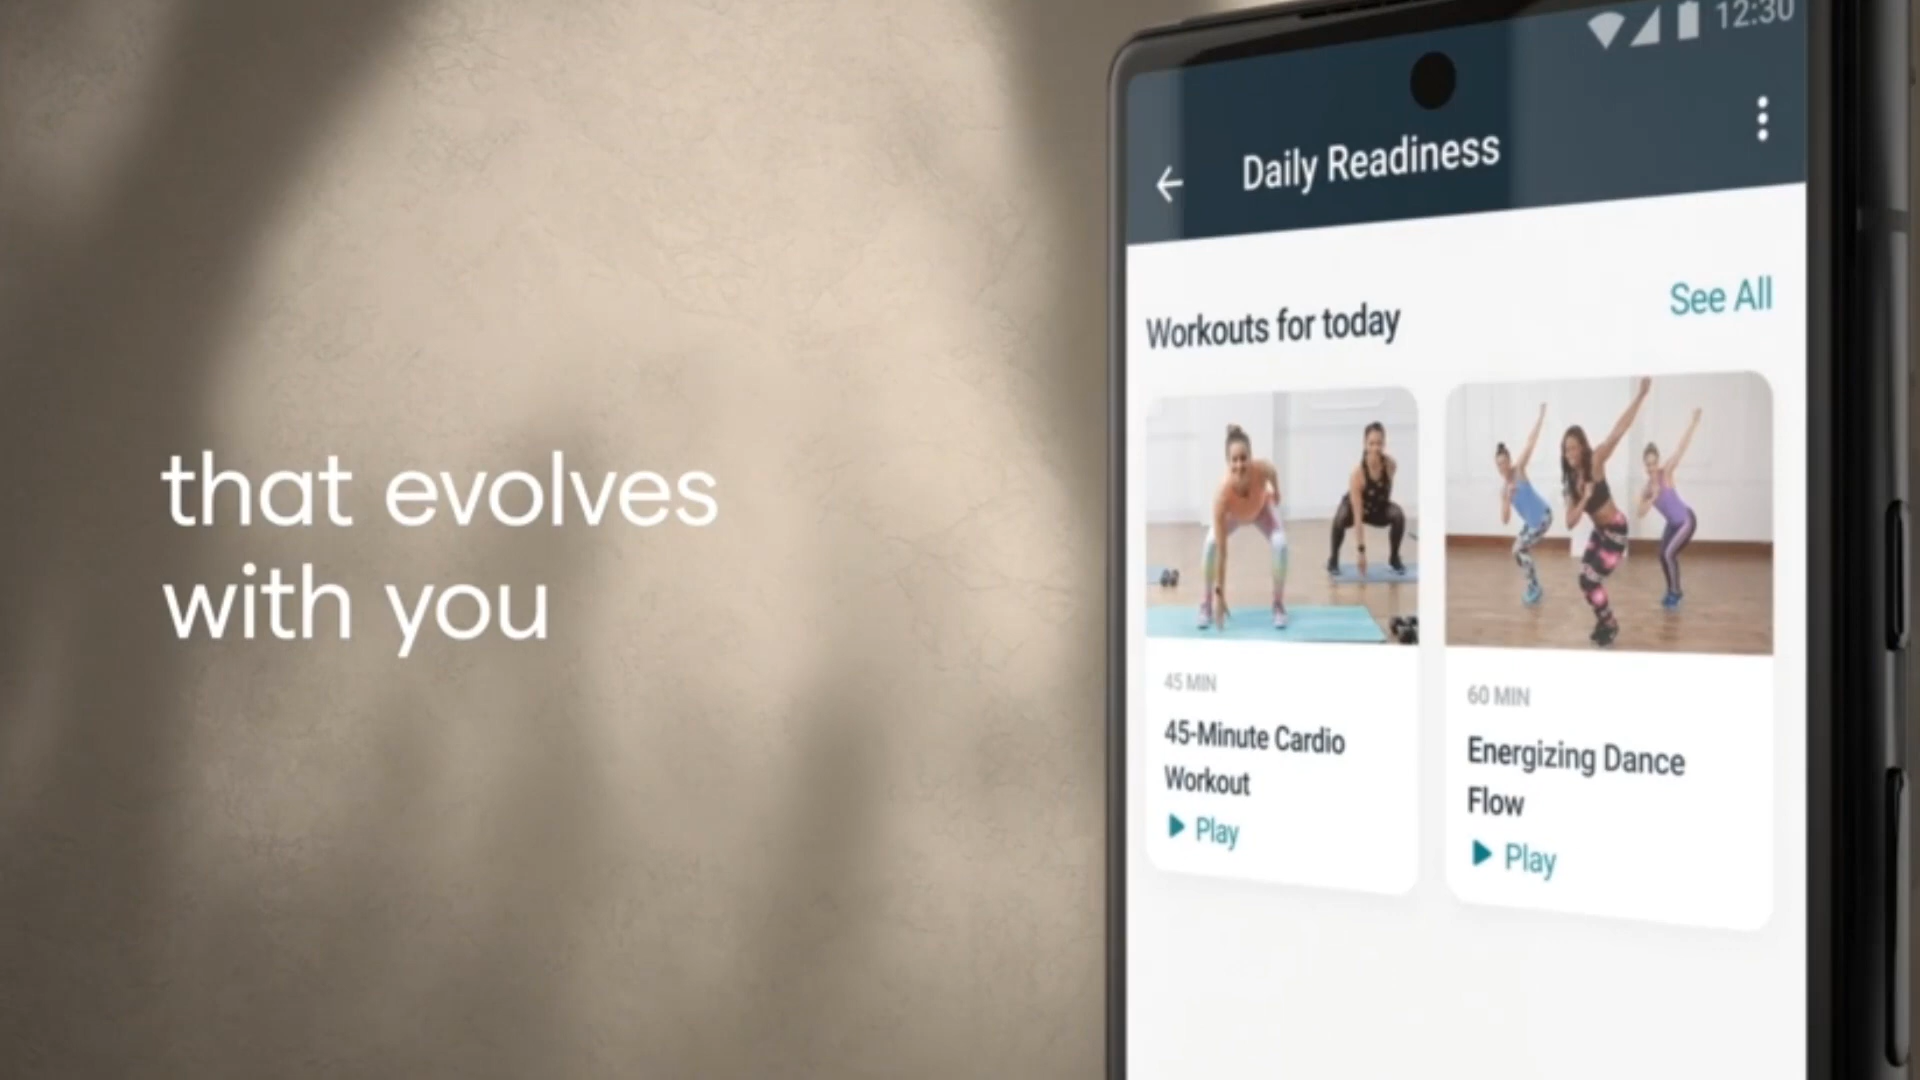 that evolves
with you
12:30
Daily Readiness
Workouts for today
See All
45 MIN
45-Minute Cardio
Workout
Play
60 MIN
Energizing Dance
Flow
Play